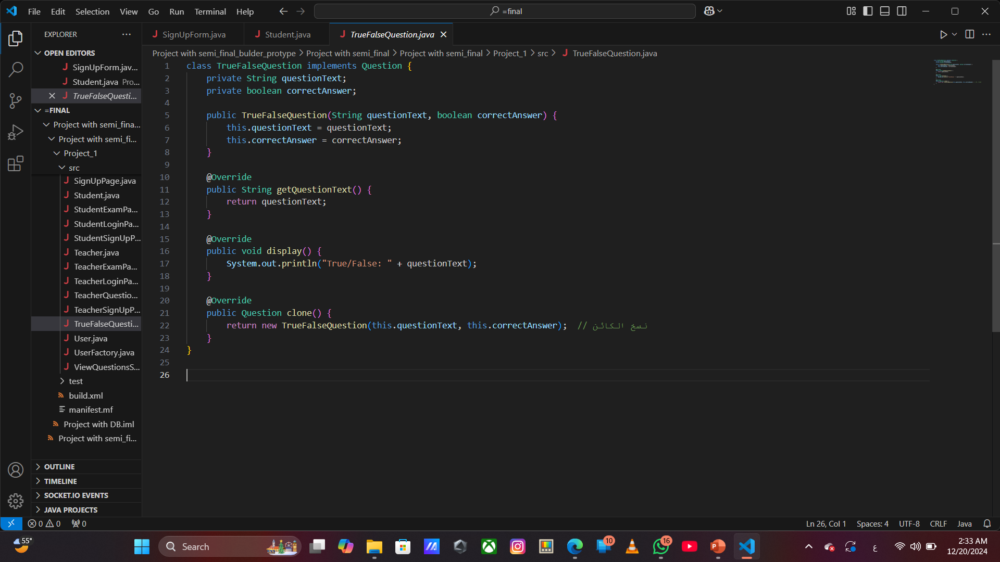 File Edit Selection View Go Run Terminal Help
=final
EXPLORER
OPEN EDITORS
SignUpForm.jav...
Student.java Pro...
TrueFalseQuesti...
=FINAL
Project with semi_fina...
Project with semi_fi...
Project_1
src
SignUpPage.java
Student.java
StudentExamPa...
StudentLoginPa...
StudentSignUpP...
Teacher.java
TeacherExamPa...
TeacherLoginPa...
TeacherQuestio...
TeacherSignUpP...
TrueFalseQuesti...
User.java
UserFactory.java
ViewQuestionsS...
test
build.xml
manifest.mf
Project with DB.iml
Project with semi_fi...
OUTLINE
TIMELINE
SOCKET.IO EVENTS
JAVA PROJECTS
SignUpForm.java Student.java TrueFalseQuestion.java
Project with semi_final_bulder_protype > Project with semi_final > Project with semi_final > Project_1 > src > TrueFalseQuestion.java
1 class TrueFalseQuestion implements Question {
2 private String questionText;
3 private boolean correctAnswer;
4
5 public TrueFalseQuestion(String questionText, boolean correctAnswer) {
6 this.questionText = questionText;
7 this.correctAnswer = correctAnswer;
8 }
9
10 @Override
11 public String getQuestionText() {
12 return questionText;
13 }
14
15 @Override
16 public void display() {
17 System.out.println("True/False: " + questionText);
18 }
19
20 @Override
21 public Question clone() {
22 return new TrueFalseQuestion(this.questionText, this.correctAnswer); // نسخ الكائن
23 }
24 }
25
26
0 0 0
Ln 26, Col 1 Spaces: 4 UTF-8 CRLF Java
55°
Search
10
16
ع
2:33 AM
12/20/2024